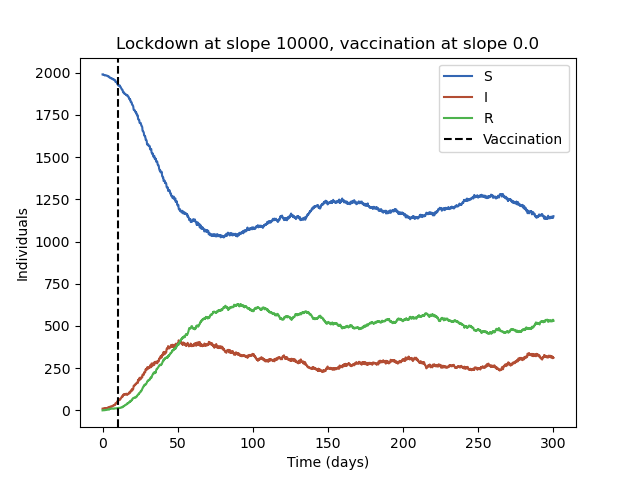 Lockdown at slope 10000, vaccination at slope 0.0
S
I
R
Vaccination
2000
1750
1500
1250
1000
750
500
250
0
Individuals
0 50 100 150 200 250 300
Time (days)